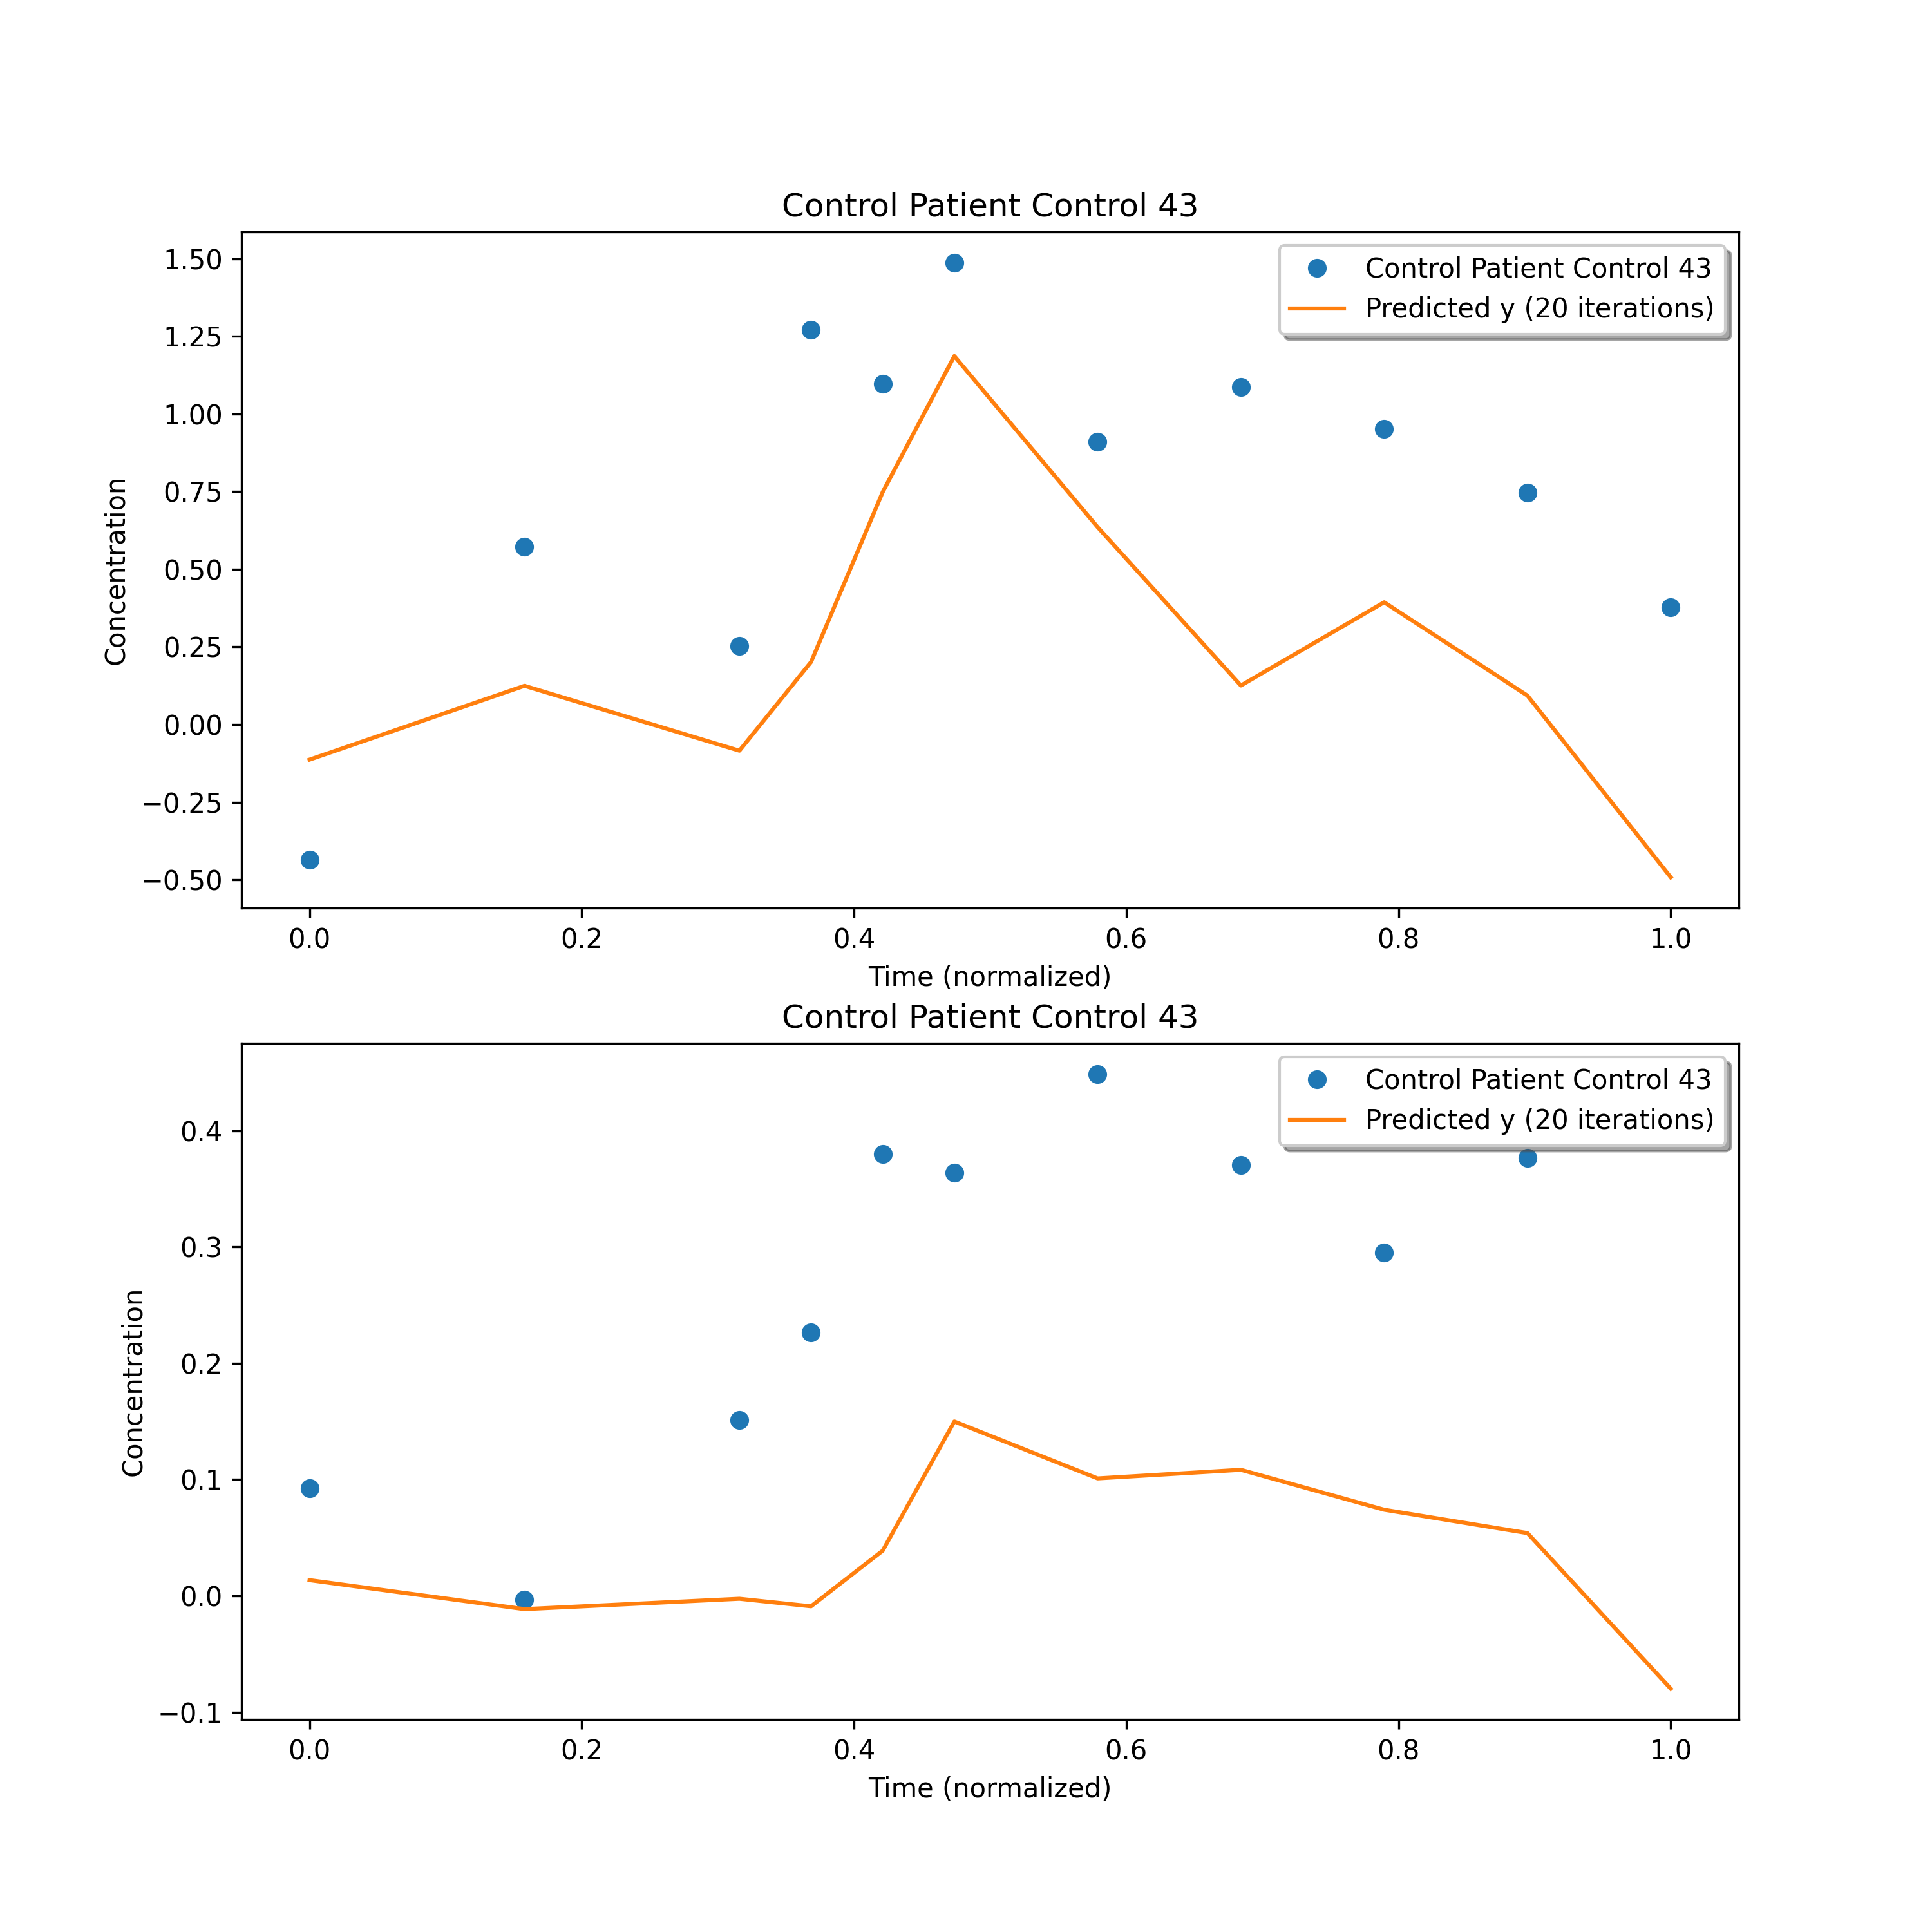 Control Patient Control 43
Control Patient Control 43
Predicted y (20 iterations)
1.50
1.25
1.00
0.75
0.50
0.25
0.00
−0.25
−0.50
Concentration
0.0 0.2 0.4 0.6 0.8 1.0
Time (normalized)
Control Patient Control 43
Control Patient Control 43
Predicted y (20 iterations)
0.4
0.3
0.2
0.1
0.0
−0.1
Concentration
0.0 0.2 0.4 0.6 0.8 1.0
Time (normalized)